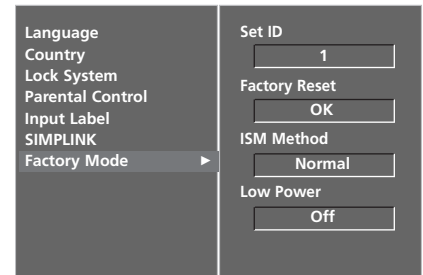 Language
Country
Lock System
Parental Control
Input Label
SIMPLINK
Factory Mode ►
Set ID
1
Factory Reset
OK
ISM Method
Normal
Low Power
Off